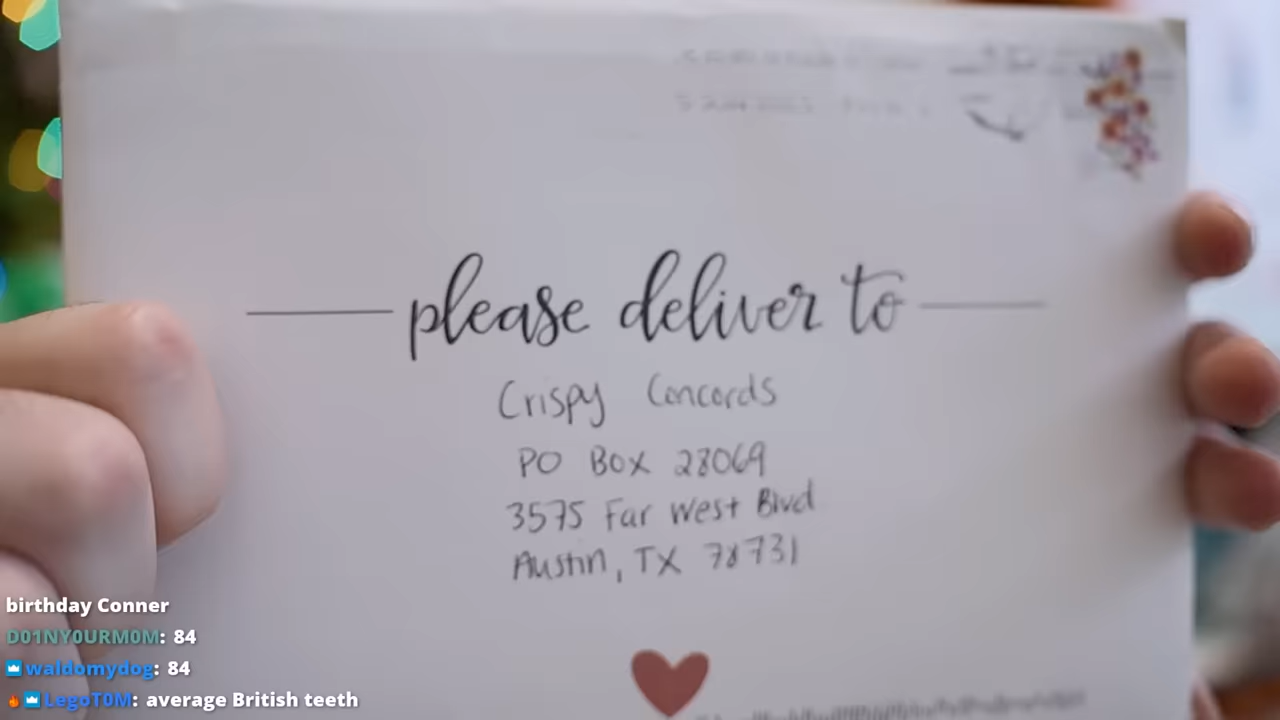 please deliver to
Crispy Concords
PO Box 28069
3575 Far West Blvd
Austin, TX 78731
birthday Conner
D01NY0URM0M: 84
waldomydog: 84
LegoT0M: average British teeth